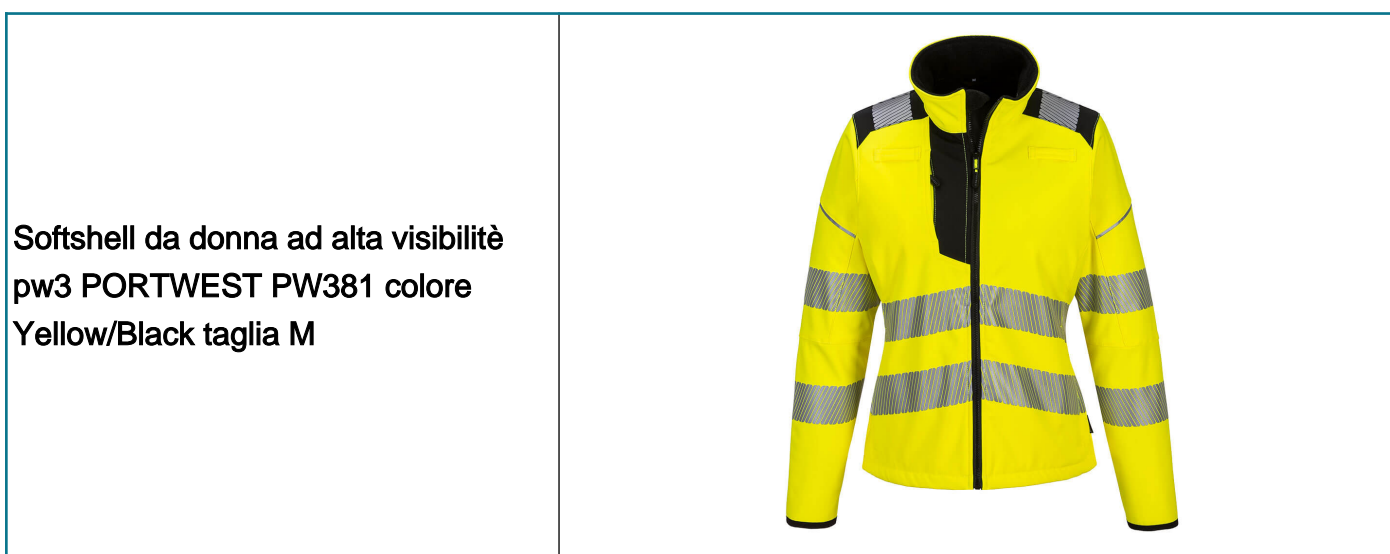 Softshell da donna ad alta visibilitè
pw3 PORTWEST PW381 colore
Yellow/Black taglia M